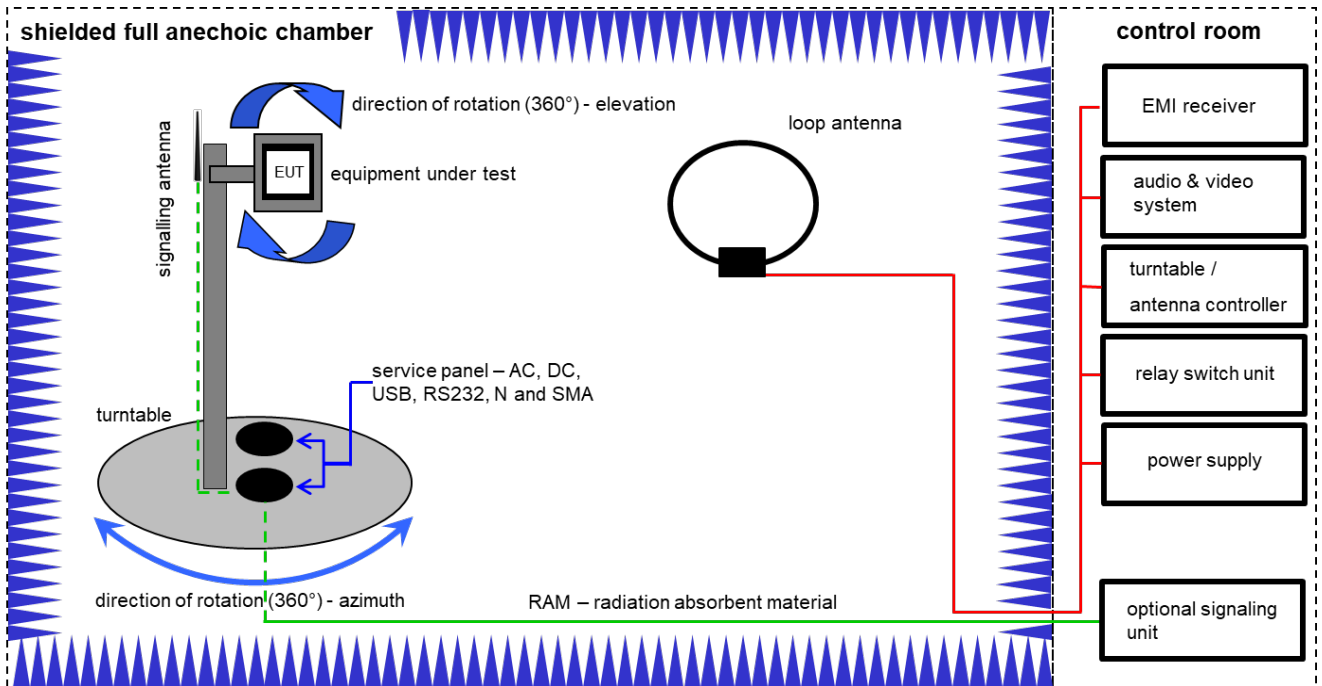 shielded full anechoic chamber
control room
direction of rotation (360°) - elevation
signalling antenna
EUT
equipment under test
loop antenna
EMI receiver
audio & video
system
turntable /
antenna controller
relay switch unit
power supply
service panel – AC, DC,
USB, RS232, N and SMA
turntable
direction of rotation (360°) - azimuth
RAM – radiation absorbent material
optional signaling
unit